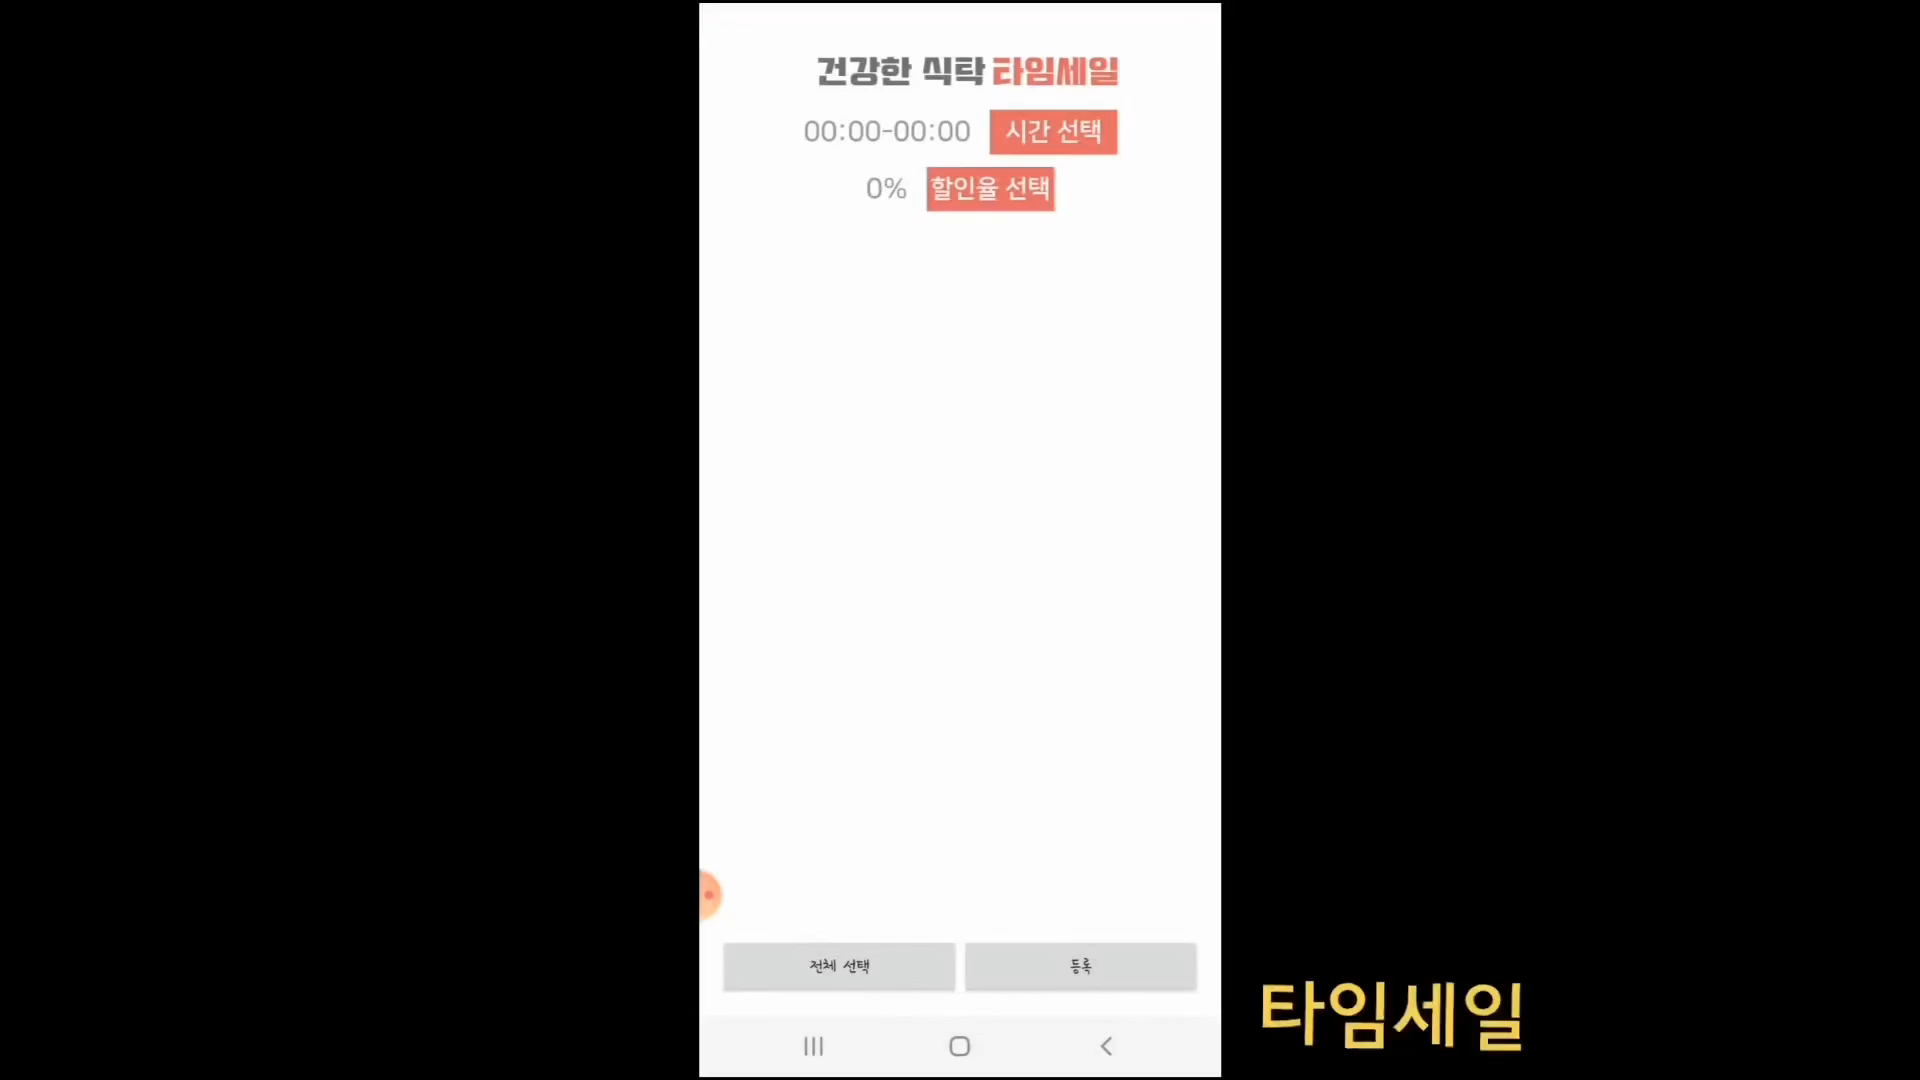 건강한 식탁 타임세일
00:00-00:00 시간 선택
0% 할인율 선택
전체 선택 등록
타임세일